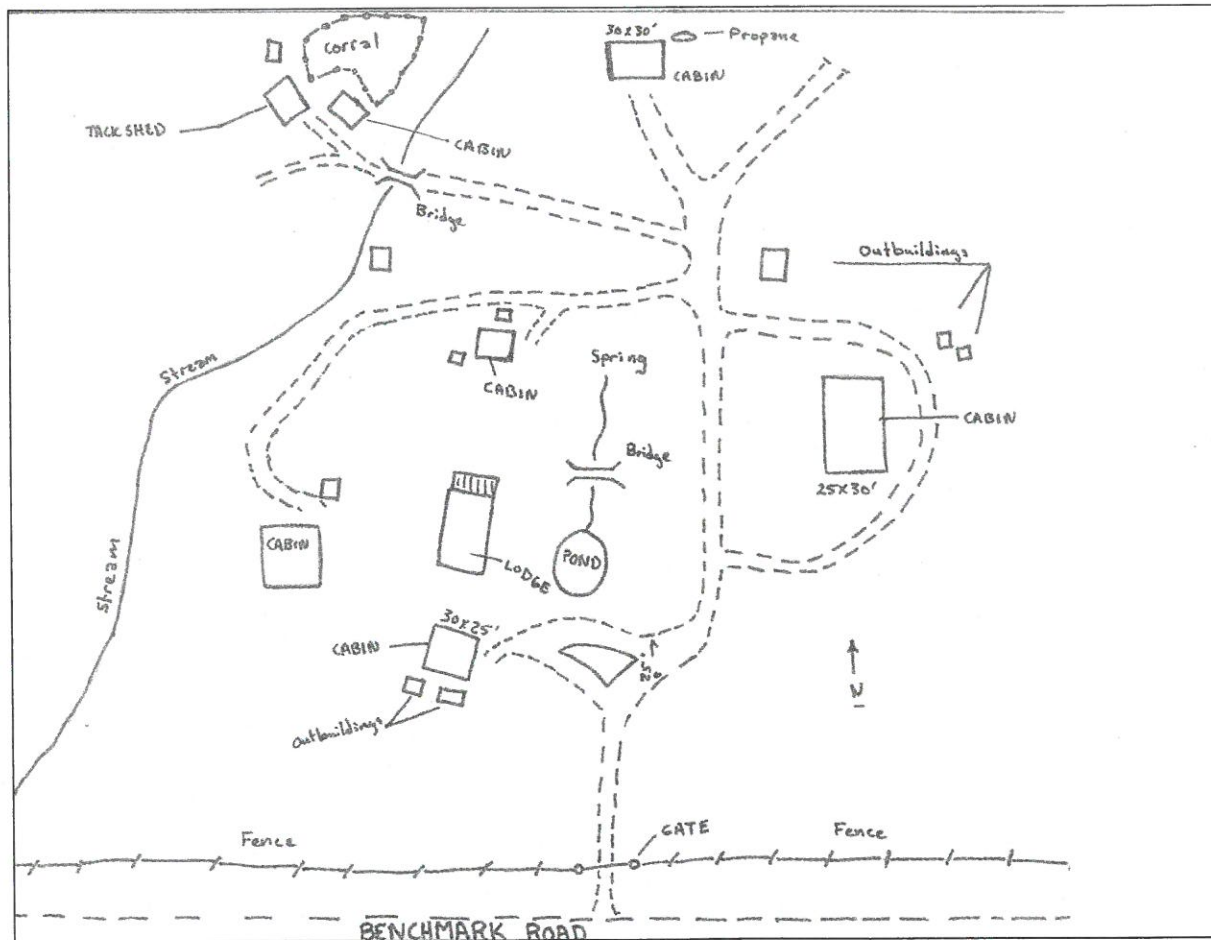 Corral
30x30'
Propane
CABIN
TACK SHED
CABIN
Bridge
Outbuildings
Stream
Spring
CABIN
CABIN
Bridge
25x30'
CABIN
POND
LODGE
Stream
30x25'
CABIN
N
Outbuildings
GATE
Fence
Fence
BENCHMARK ROAD